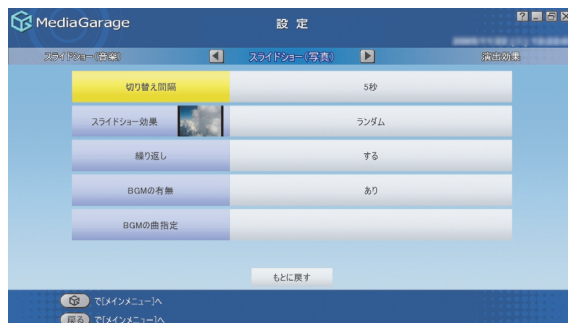 MediaGarage 設定 ?
スライドショー(音楽) スライドショー(写真) 演出効果
切り替え間隔 5秒
スライドショー効果 ランダム
繰り返し する
BGMの有無 あり
BGMの曲指定
もとに戻す
で[メインメニュー]へ
戻る で[メインメニュー]へ